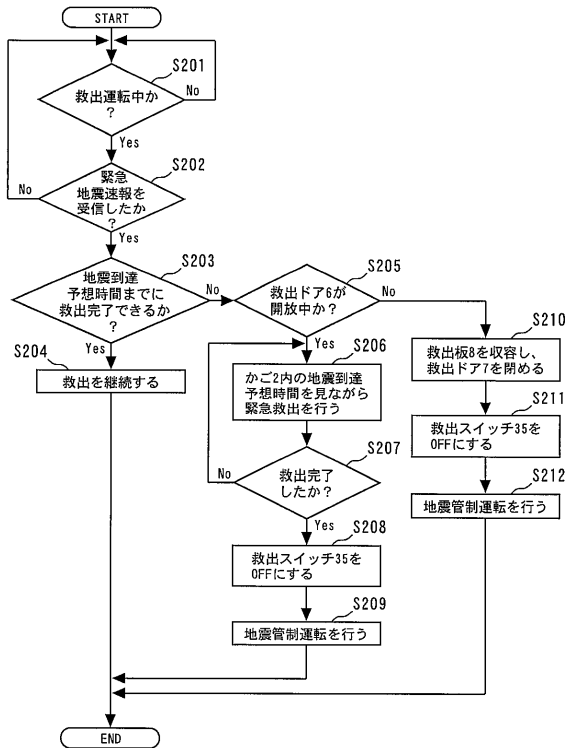 START
S201
救出運転中か
?
No
Yes
S202
緊急
地震速報を
受信したか
?
No
Yes
S203
地震到達
予想時間までに
救出完了できるか
?
No
Yes
S204
救出を継続する
S205
救出ドア6が
開放中か?
No
Yes
S206
かご2内の地震到達
予想時間を見ながら
緊急救出を行う
S207
救出完了
したか?
No
Yes
S208
救出スイッチ35を
OFFにする
S209
地震管制運転を行う
S210
救出板8を収容し、
救出ドア7を閉める
S211
救出スイッチ35を
OFFにする
S212
地震管制運転を行う
END